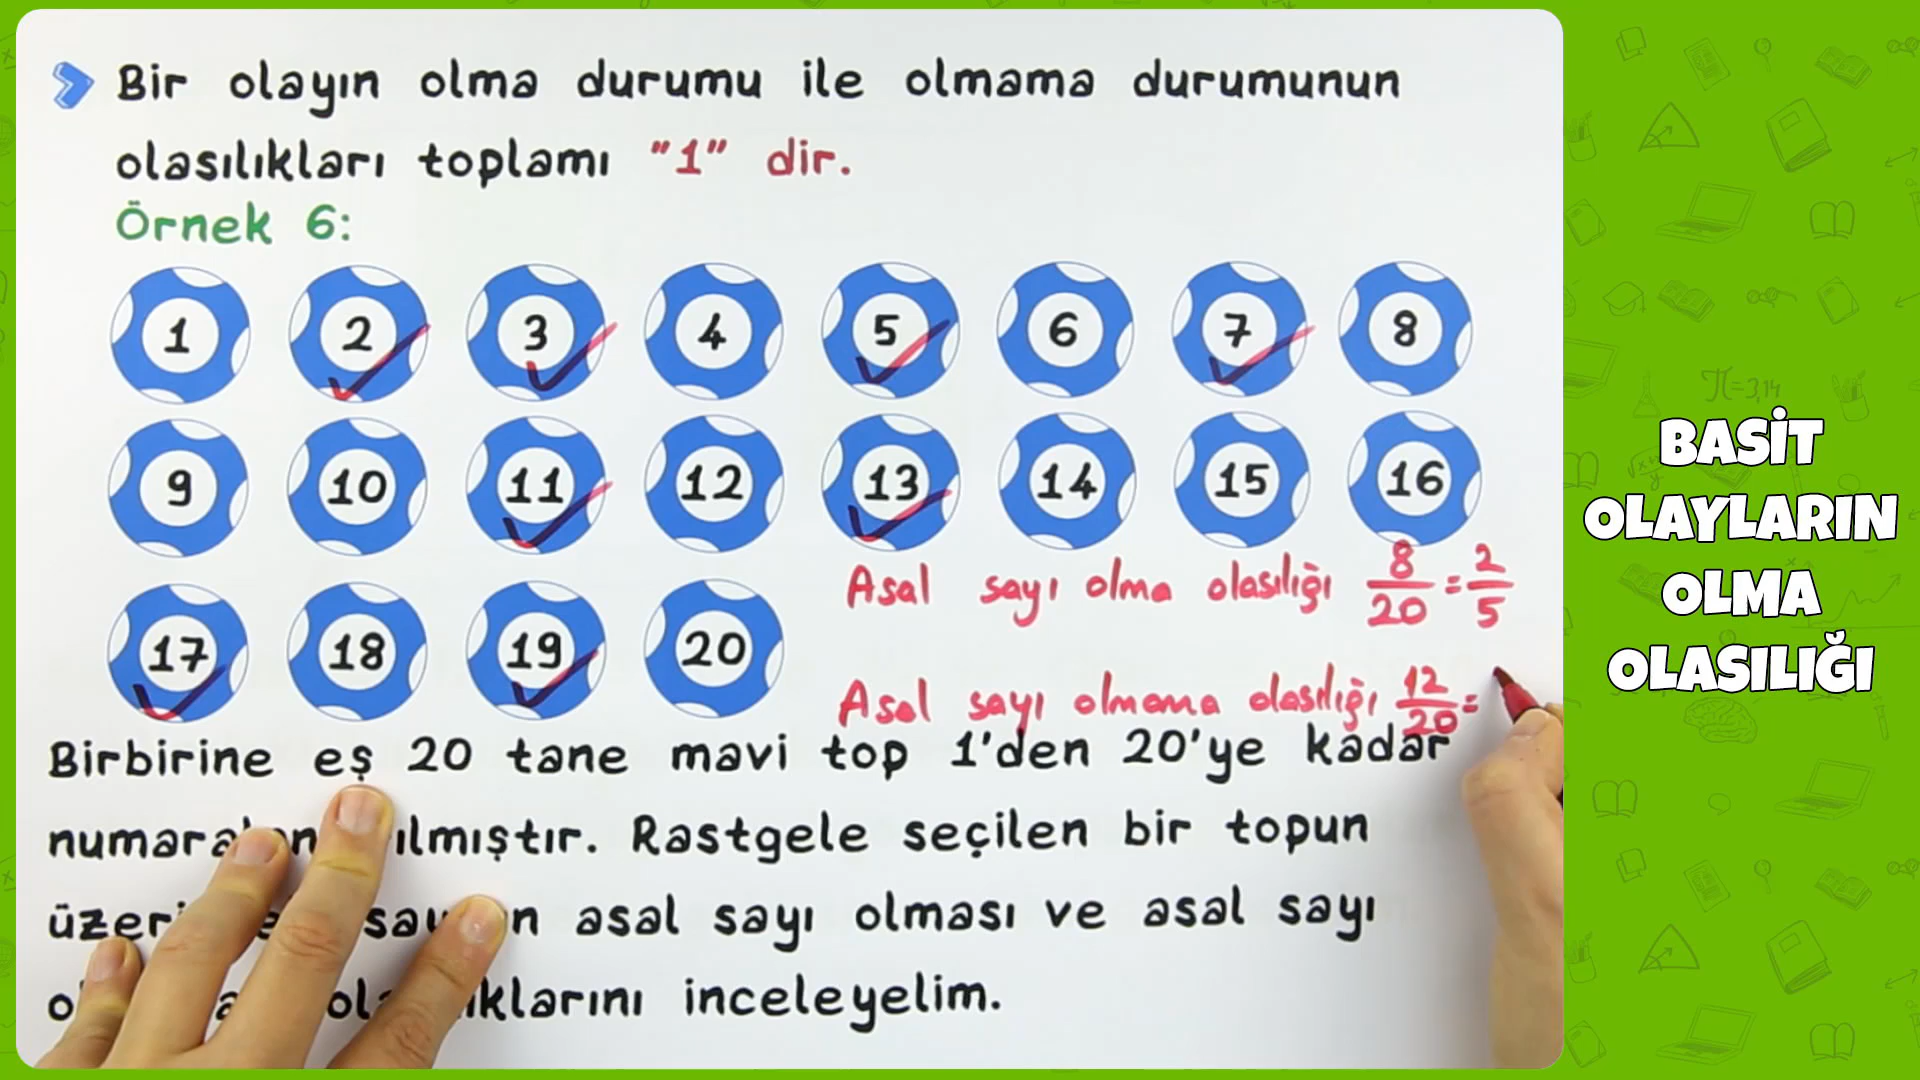 Bir olayın olma durumu ile olmama durumunun
olasılıkları toplamı "1" dir.
Örnek 6:
1 2 3 4 5 6 7 8
9 10 11 12 13 14 15 16
Asal sayı olma olasılığı 8/20 = 2/5
17 18 19 20
Asal sayı olmama olasılığı 12/20 =
Birbirine eş 20 tane mavi top 1'den 20'ye kadar
Rastgele seçilen bir topun
asal sayı olması ve asal sayı
inceleyelim.
BASİT
OLAYLARIN
OLMA
OLASILIĞI
π=3,14